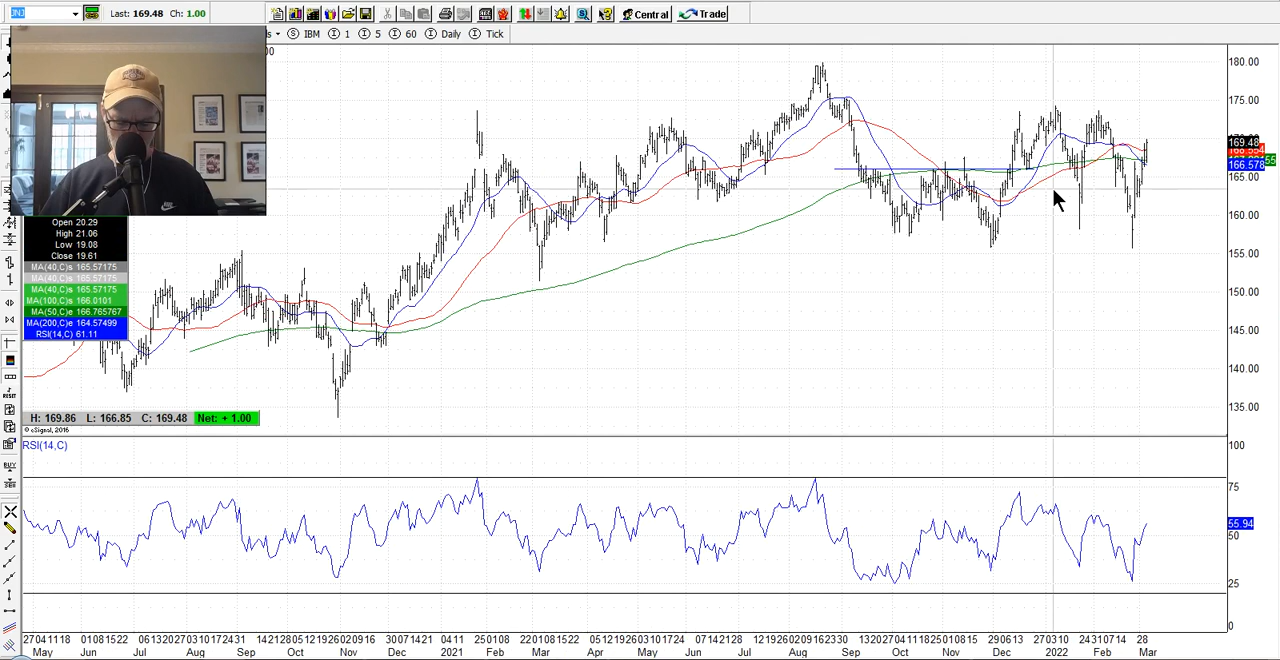 JNJ Last: 169.48 Ch: 1.00 Central Trade
IBM 1 5 60 Daily Tick
Open 20.29
High 21.06
Low 19.08
Close 19.61
MA(40,C)s 165.57175
MA(40,C)s 165.57175
MA(40,C)s 165.57175
MA(100,C)s 166.0101
MA(50,C)e 166.765767
MA(200,C)e 164.57499
RSI(14,C) 61.11
H: 169.86 L: 166.85 C: 169.48 Net: + 1.00
© eSignal, 2016
180.00
175.00
169.48
166.578
165.00
160.00
155.00
150.00
145.00
140.00
135.00
RSI(14,C)
100
75
55.94
50
25
0
May Jun Jul Aug Sep Oct Nov Dec 2021 Feb Mar Apr May Jun Jul Aug Sep Oct Nov Dec 2022 Feb Mar